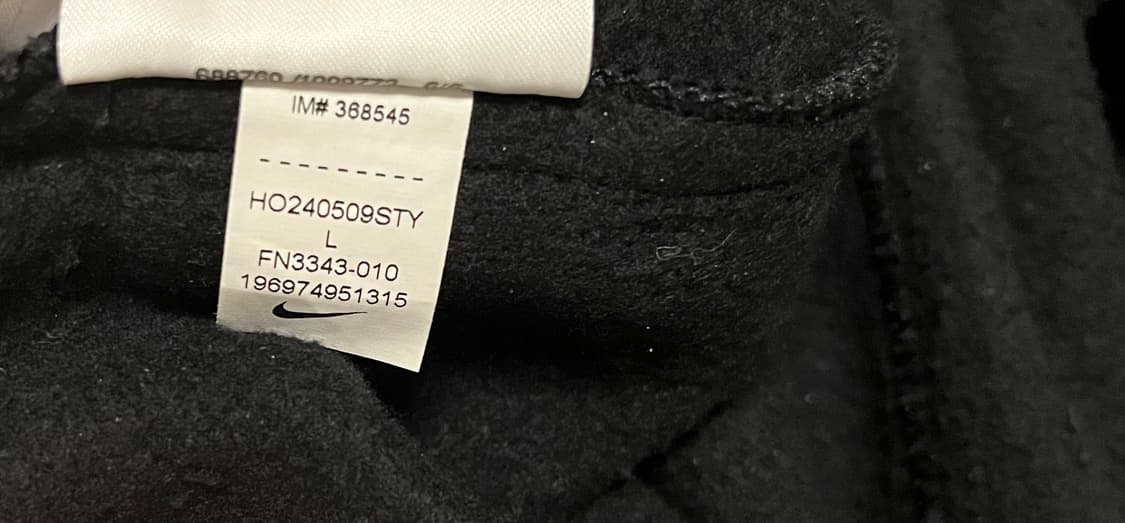 IM# 368545
---------
HO240509STY
L
FN3343-010
196974951315